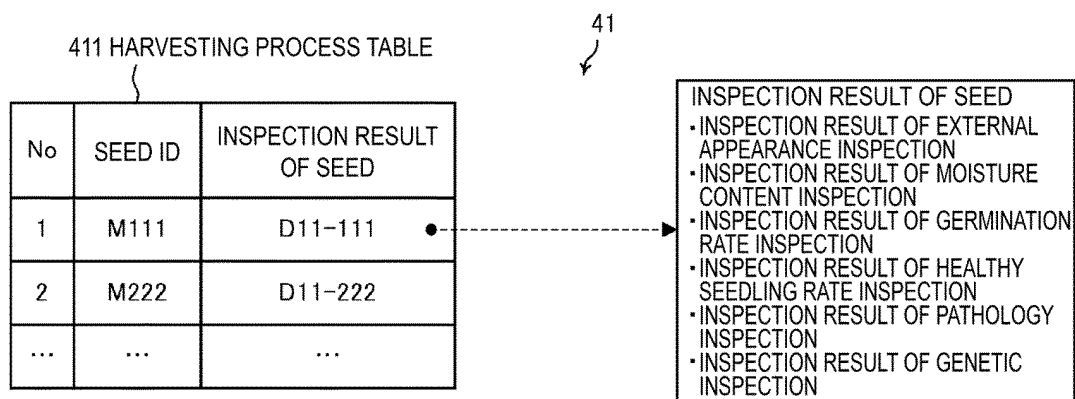 41
411 HARVESTING PROCESS TABLE
No
SEED ID
INSPECTION RESULT
OF SEED
1
M111
D11-111
2
M222
D11-222
...
...
...
INSPECTION RESULT OF SEED
・INSPECTION RESULT OF EXTERNAL
APPEARANCE INSPECTION
・INSPECTION RESULT OF MOISTURE
CONTENT INSPECTION
・INSPECTION RESULT OF GERMINATION
RATE INSPECTION
・INSPECTION RESULT OF HEALTHY
SEEDLING RATE INSPECTION
・INSPECTION RESULT OF PATHOLOGY
INSPECTION
・INSPECTION RESULT OF GENETIC
INSPECTION